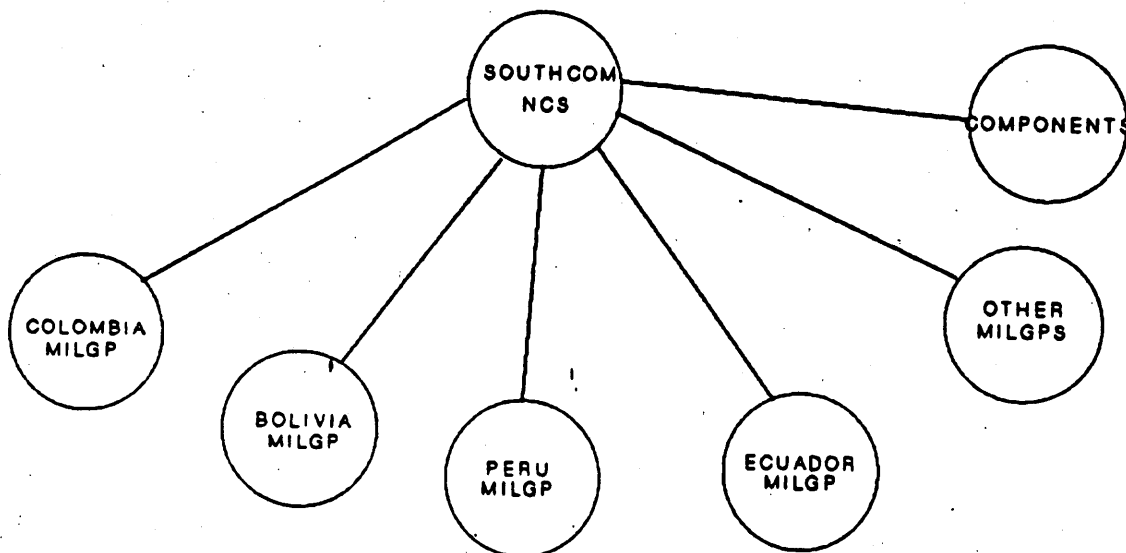 SOUTHCOM
NCS
COMPONENTS
COLOMBIA
MILGP
OTHER
MILGPS
BOLIVIA
MILGP
PERU
MILGP
ECUADOR
MILGP